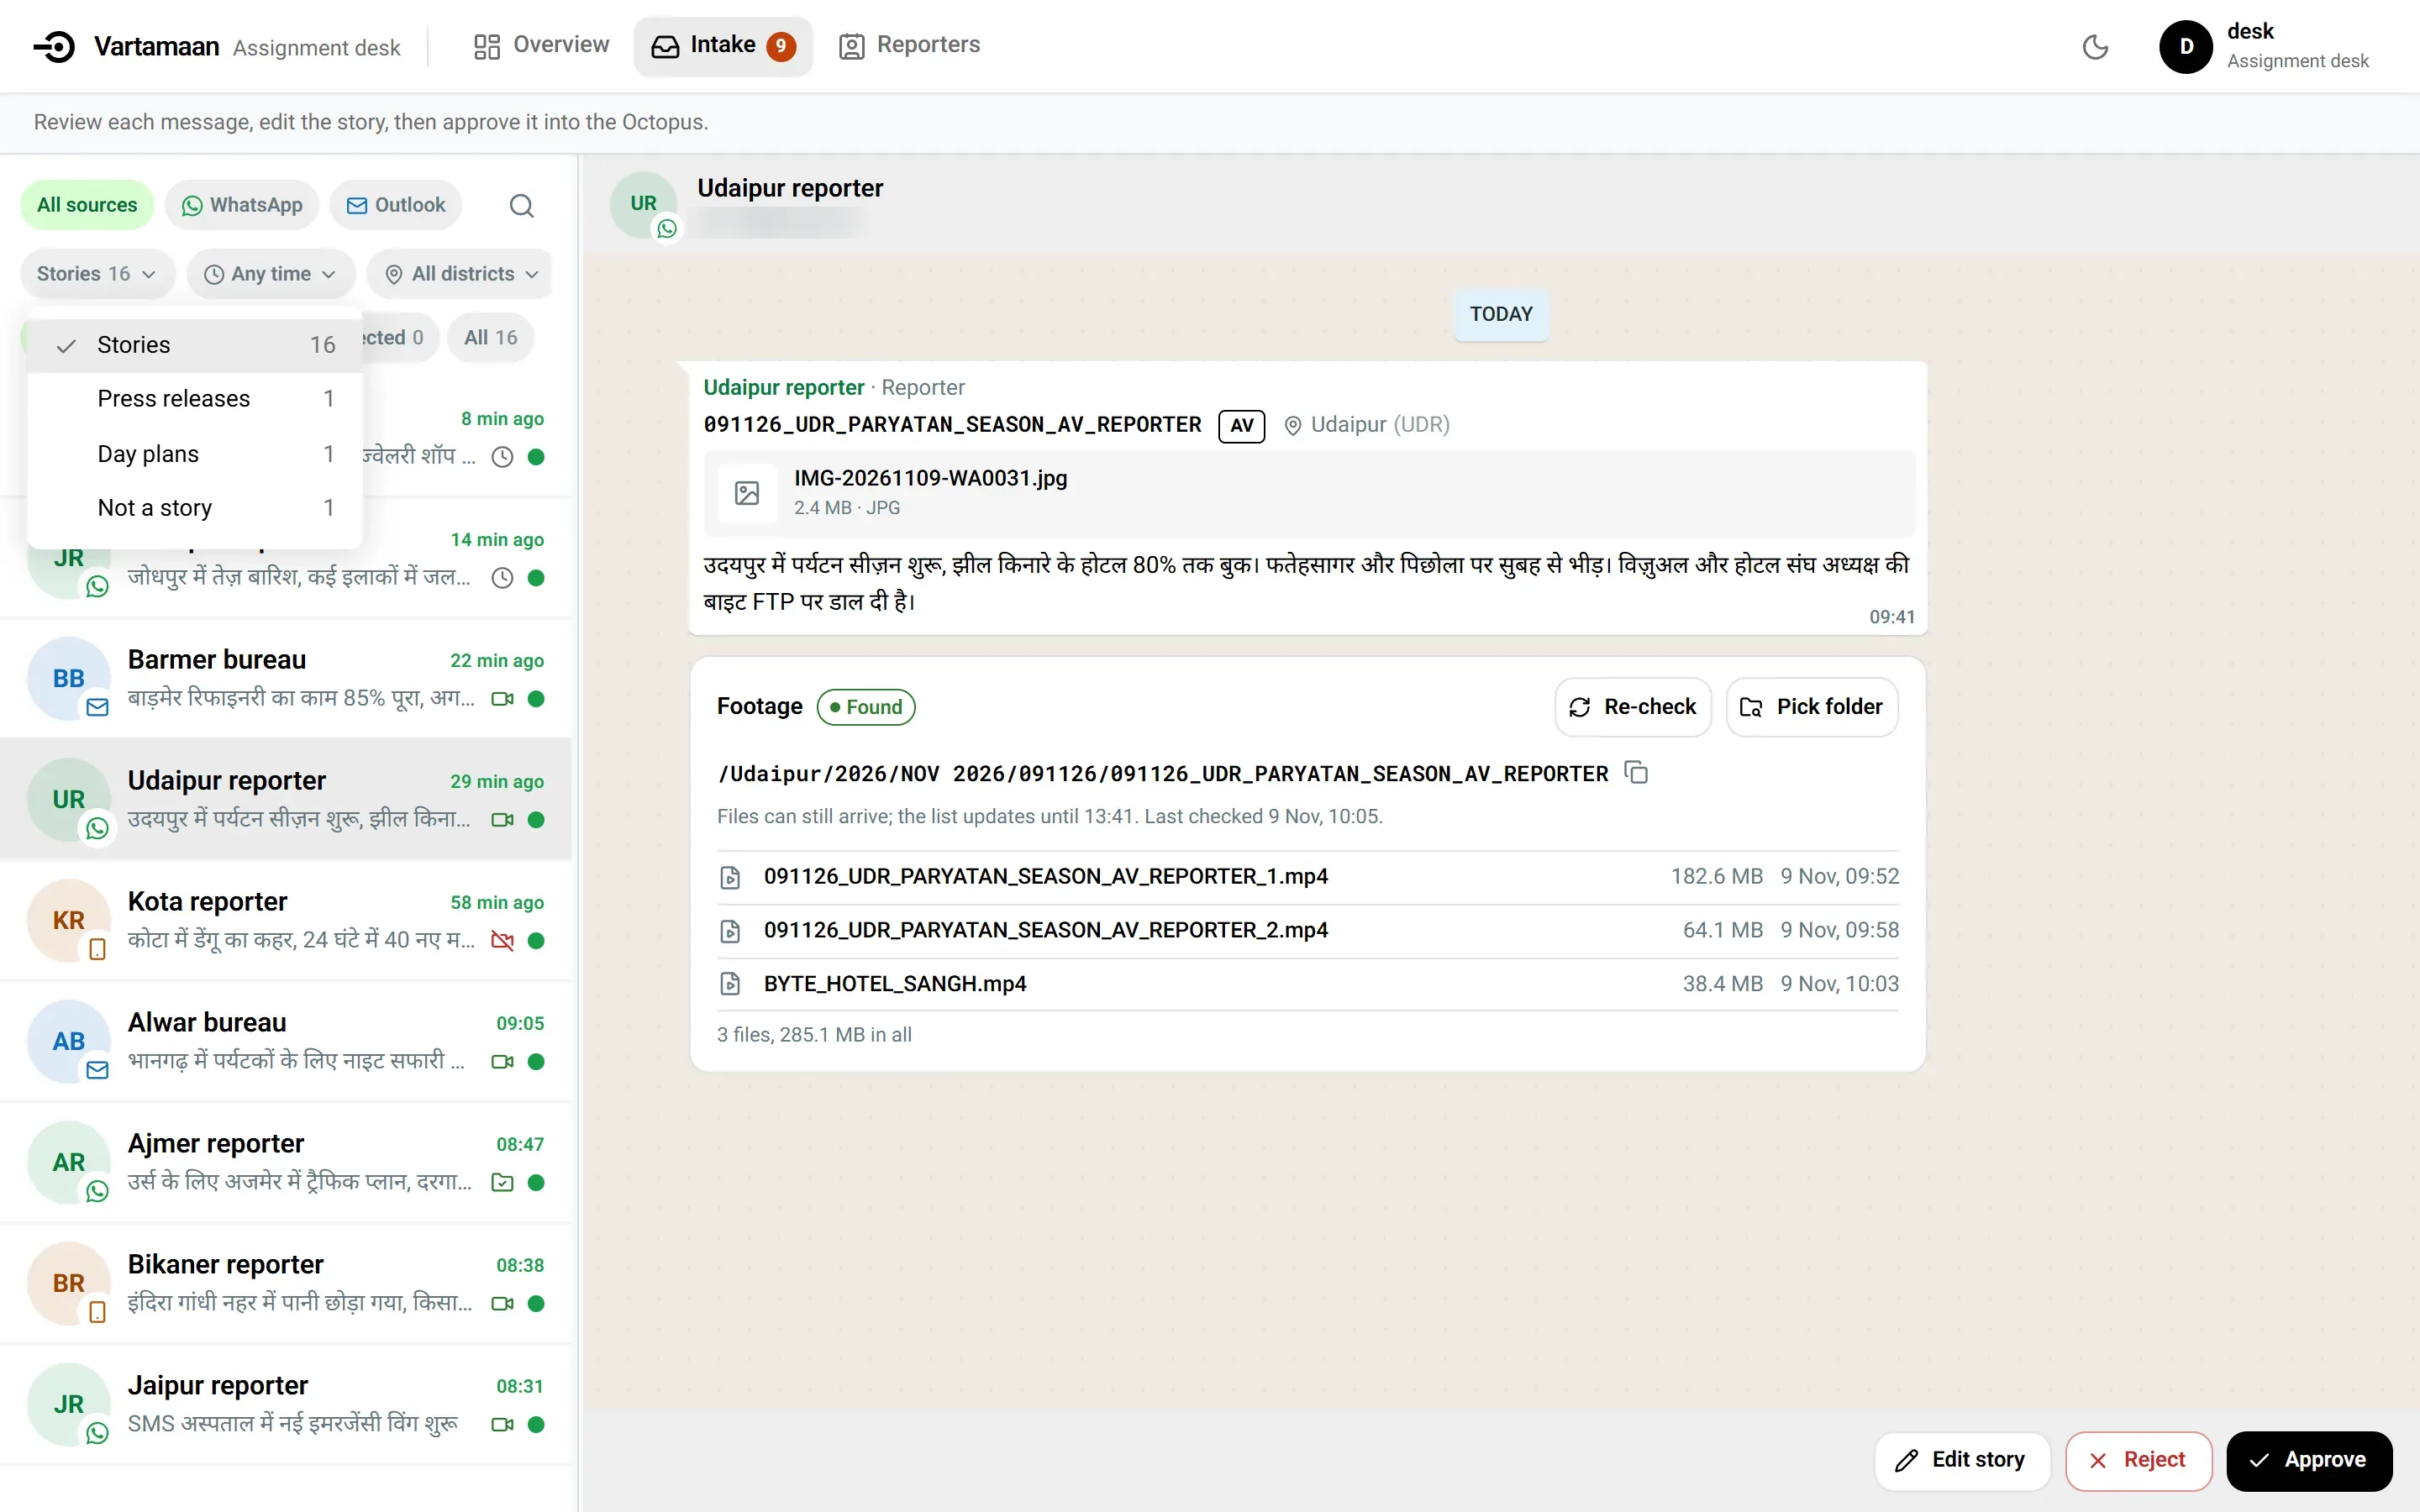 Vartamaan Assignment desk
Overview
Intake 9
Reporters
D
desk
Assignment desk
Review each message, edit the story, then approve it into the Octopus.
All sources
WhatsApp
Outlook
Stories 16
Any time
All districts
Stories 16
Press releases 1
Day plans 1
Not a story 1
All 16
8 min ago
ज्वेलरी शॉप ...
JR
14 min ago
जोधपुर में तेज़ बारिश, कई इलाकों में जल...
BB
Barmer bureau 22 min ago
बाड़मेर रिफाइनरी का काम 85% पूरा, अग...
UR
Udaipur reporter 29 min ago
उदयपुर में पर्यटन सीज़न शुरू, झील किना...
KR
Kota reporter 58 min ago
कोटा में डेंगू का कहर, 24 घंटे में 40 नए म...
AB
Alwar bureau 09:05
भानगढ़ में पर्यटकों के लिए नाइट सफारी ...
AR
Ajmer reporter 08:47
उर्स के लिए अजमेर में ट्रैफिक प्लान, दरगा...
BR
Bikaner reporter 08:38
इंदिरा गांधी नहर में पानी छोड़ा गया, किसा...
JR
Jaipur reporter 08:31
SMS अस्पताल में नई इमरजेंसी विंग शुरू
UR
Udaipur reporter
TODAY
Udaipur reporter · Reporter
091126_UDR_PARYATAN_SEASON_AV_REPORTER AV Udaipur (UDR)
IMG-20261109-WA0031.jpg
2.4 MB · JPG
उदयपुर में पर्यटन सीज़न शुरू, झील किनारे के होटल 80% तक बुक। फतेहसागर और पिछोला पर सुबह से भीड़। विज़ुअल और होटल संघ अध्यक्ष की
बाइट FTP पर डाल दी है।
09:41
Footage Found
Re-check
Pick folder
/Udaipur/2026/NOV 2026/091126/091126_UDR_PARYATAN_SEASON_AV_REPORTER
Files can still arrive; the list updates until 13:41. Last checked 9 Nov, 10:05.
091126_UDR_PARYATAN_SEASON_AV_REPORTER_1.mp4 182.6 MB 9 Nov, 09:52
091126_UDR_PARYATAN_SEASON_AV_REPORTER_2.mp4 64.1 MB 9 Nov, 09:58
BYTE_HOTEL_SANGH.mp4 38.4 MB 9 Nov, 10:03
3 files, 285.1 MB in all
Edit story
Reject
Approve